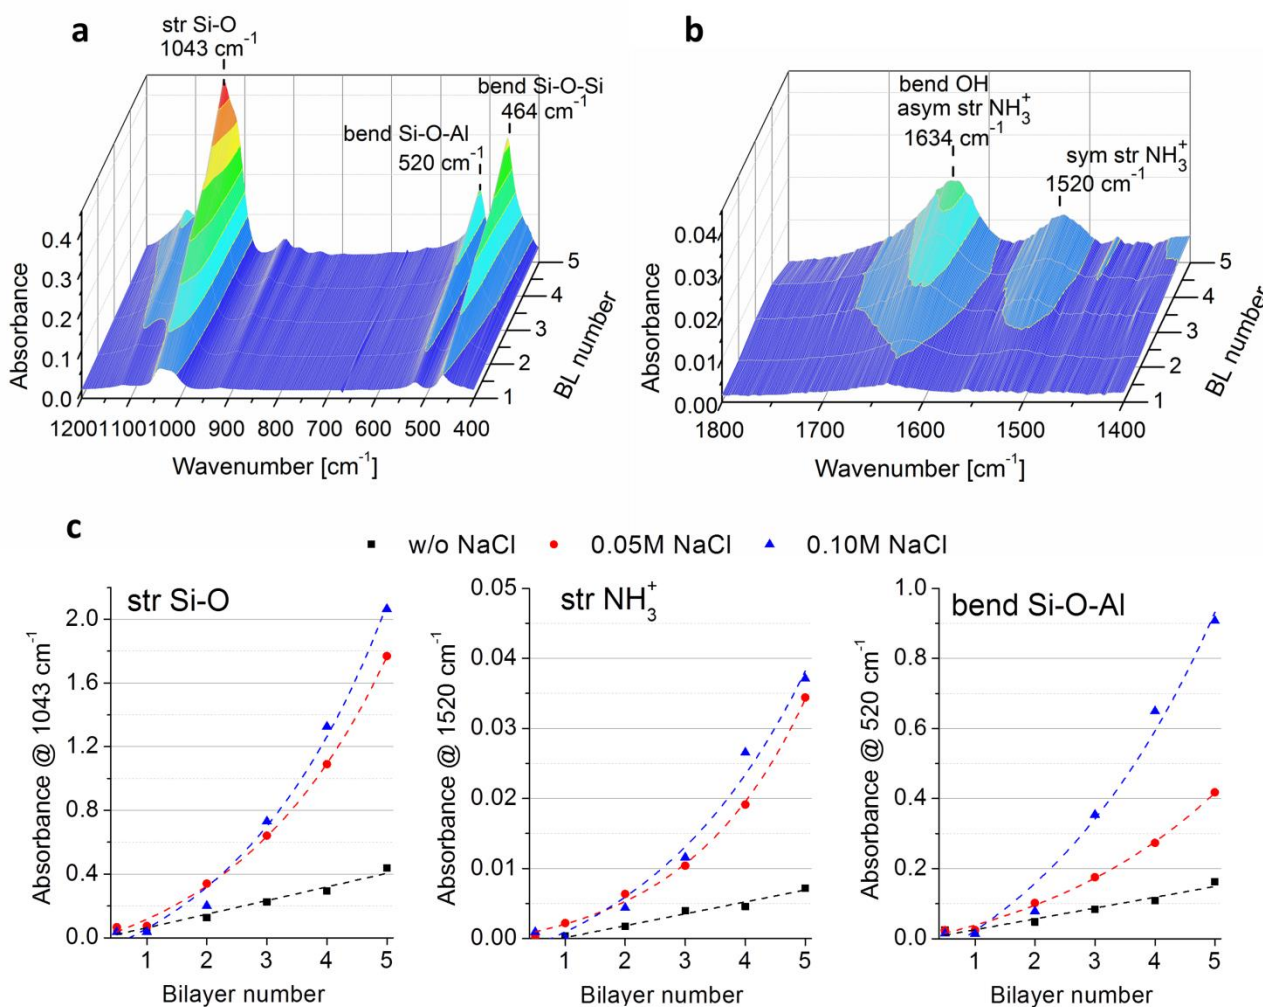 a
str Si-O
1043 cm⁻¹
bend Si-O-Si
464 cm⁻¹
bend Si-O-Al
520 cm⁻¹
0.4
0.3
0.2
0.1
0.0
Absorbance
1200 1100 1000 900 800 700 600 500 400
Wavenumber [cm⁻¹]
1 2 3 4 5
BL number
b
bend OH
asym str NH₃⁺
1634 cm⁻¹
sym str NH₃⁺
1520 cm⁻¹
0.04
0.03
0.02
0.01
0.00
Absorbance
1800 1700 1600 1500 1400
Wavenumber [cm⁻¹]
1 2 3 4 5
BL number
c
w/o NaCl 0.05M NaCl 0.10M NaCl
str Si-O
2.0
1.6
1.2
0.8
0.4
0.0
Absorbance @ 1043 cm⁻¹
1 2 3 4 5
Bilayer number
str NH₃⁺
0.05
0.04
0.03
0.02
0.01
0.00
Absorbance @ 1520 cm⁻¹
1 2 3 4 5
Bilayer number
bend Si-O-Al
1.0
0.8
0.6
0.4
0.2
0.0
Absorbance @ 520 cm⁻¹
1 2 3 4 5
Bilayer number